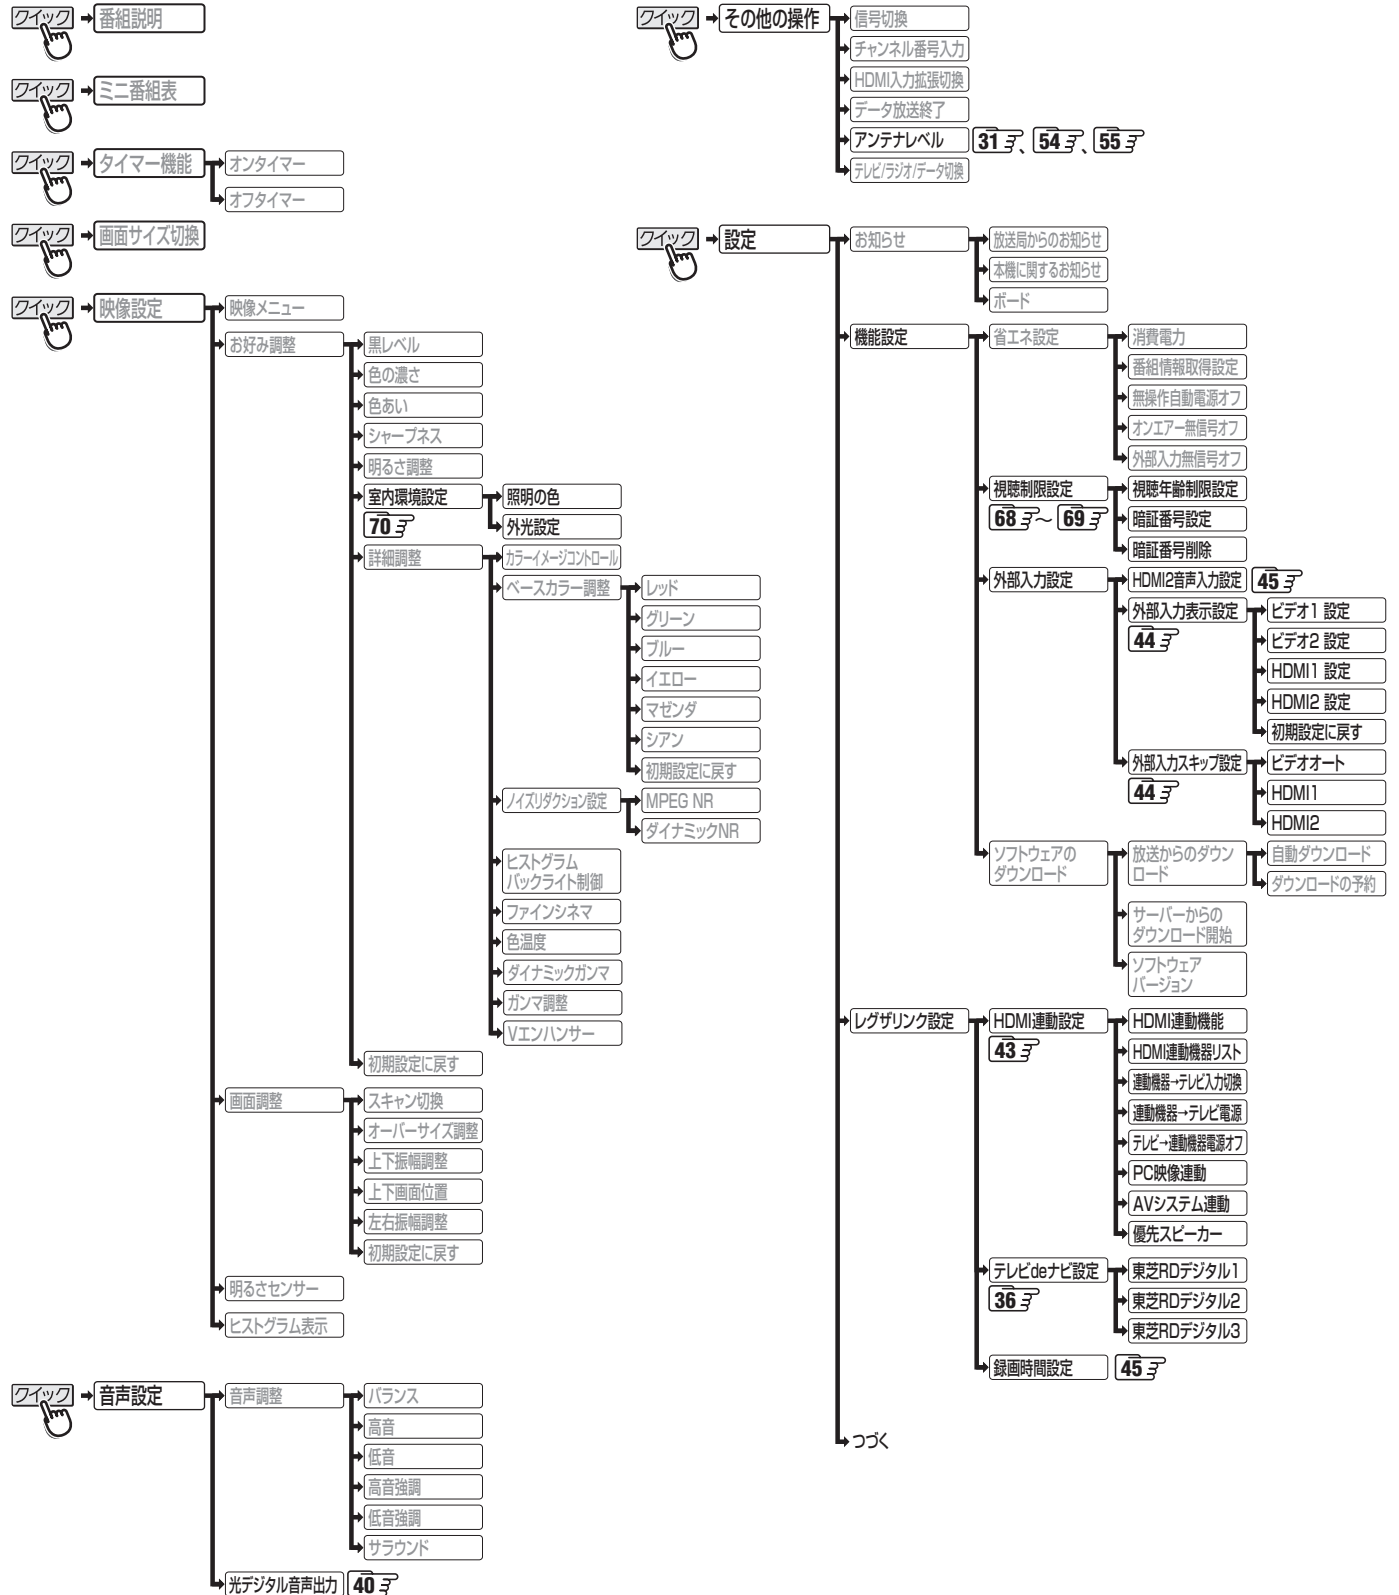 クイック
番組説明
クイック
ミニ番組表
クイック
タイマー機能
オンタイマー
オフタイマー
クイック
画面サイズ切換
クイック
映像設定
映像メニュー
お好み調整
黒レベル
色の濃さ
色あい
シャープネス
明るさ調整
室内環境設定
70
照明の色
外光設定
詳細調整
カラーイメージコントロール
ベースカラー調整
レッド
グリーン
ブルー
イエロー
マゼンダ
シアン
初期設定に戻す
ノイズリダクション設定
MPEG NR
ダイナミックNR
ヒストグラム
バックライト制御
ファインシネマ
色温度
ダイナミックガンマ
ガンマ調整
Vエンハンサー
初期設定に戻す
画面調整
スキャン切換
オーバーサイズ調整
上下振幅調整
上下画面位置
左右振幅調整
初期設定に戻す
明るさセンサー
ヒストグラム表示
クイック
音声設定
音声調整
バランス
高音
低音
高音強調
低音強調
サラウンド
光デジタル音声出力 40
クイック
その他の操作
信号切換
チャンネル番号入力
HDMI入力拡張切換
データ放送終了
アンテナレベル 31、54、55
テレビ/ラジオ/データ切換
クイック
設定
お知らせ
放送局からのお知らせ
本機に関するお知らせ
ボード
機能設定
省エネ設定
消費電力
番組情報取得設定
無操作自動電源オフ
オンエアー無信号オフ
外部入力無信号オフ
視聴制限設定
68～69
視聴年齢制限設定
暗証番号設定
暗証番号削除
外部入力設定
HDMI2音声入力設定 45
外部入力表示設定
44
ビデオ1 設定
ビデオ2 設定
HDMI1 設定
HDMI2 設定
初期設定に戻す
外部入力スキップ設定
44
ビデオオート
HDMI1
HDMI2
ソフトウェアの
ダウンロード
放送からのダウン
ロード
自動ダウンロード
ダウンロードの予約
サーバーからの
ダウンロード開始
ソフトウェア
バージョン
レグザリンク設定
HDMI連動設定
43
HDMI連動機能
HDMI連動機器リスト
連動機器→テレビ入力切換
連動機器→テレビ電源
テレビ→連動機器電源オフ
PC映像連動
AVシステム連動
優先スピーカー
テレビdeナビ設定
36
東芝RDデジタル1
東芝RDデジタル2
東芝RDデジタル3
録画時間設定 45
つづく